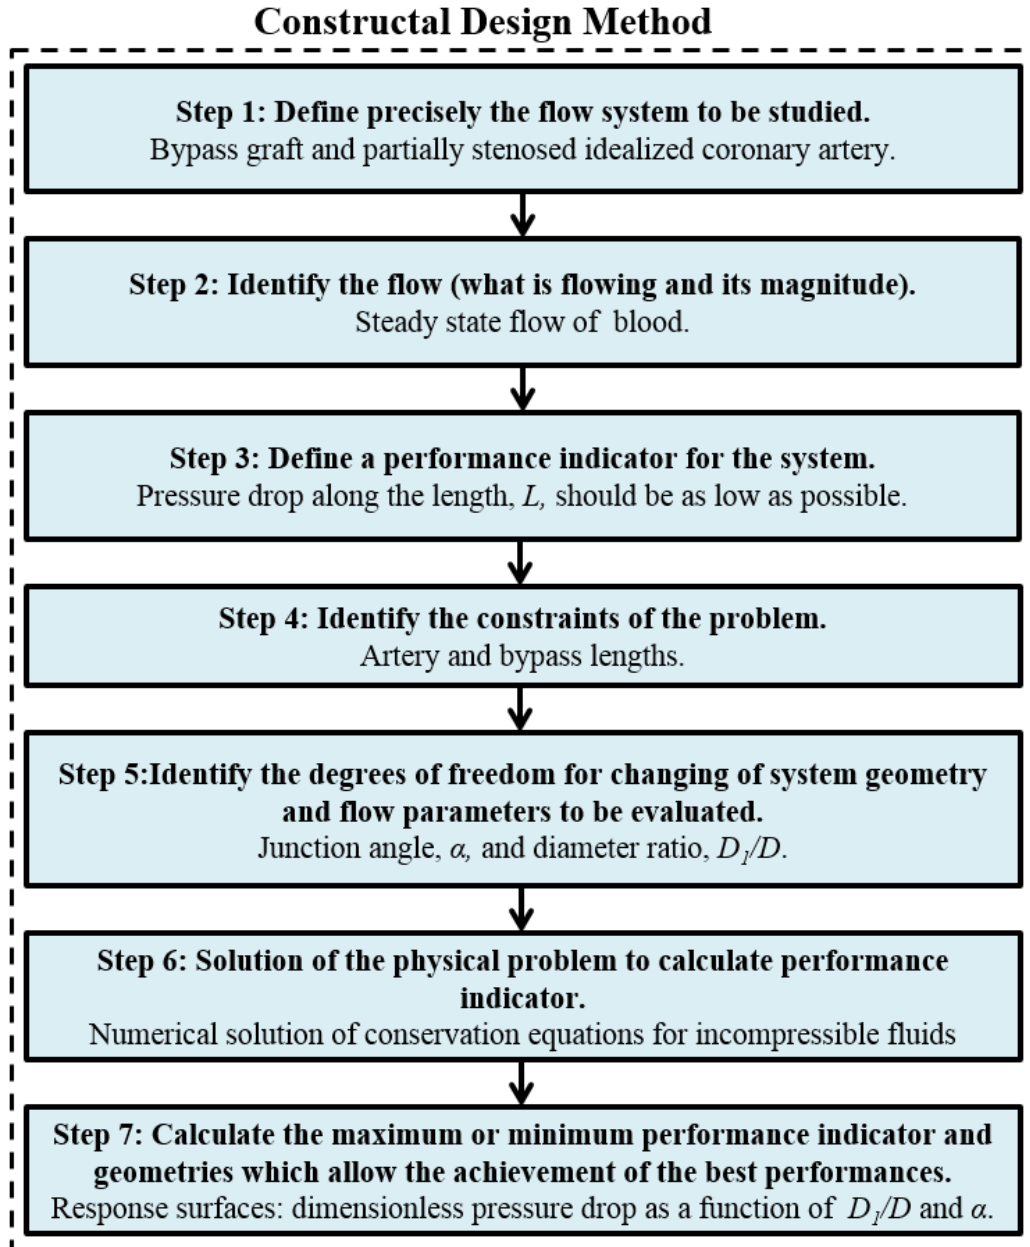 Constructal Design Method
Step 1: Define precisely the flow system to be studied.
Bypass graft and partially stenosed idealized coronary artery.
Step 2: Identify the flow (what is flowing and its magnitude).
Steady state flow of blood.
Step 3: Define a performance indicator for the system.
Pressure drop along the length, L, should be as low as possible.
Step 4: Identify the constraints of the problem.
Artery and bypass lengths.
Step 5:Identify the degrees of freedom for changing of system geometry
and flow parameters to be evaluated.
Junction angle, α, and diameter ratio, D₁/D.
Step 6: Solution of the physical problem to calculate performance
indicator.
Numerical solution of conservation equations for incompressible fluids
Step 7: Calculate the maximum or minimum performance indicator and
geometries which allow the achievement of the best performances.
Response surfaces: dimensionless pressure drop as a function of D₁/D and α.